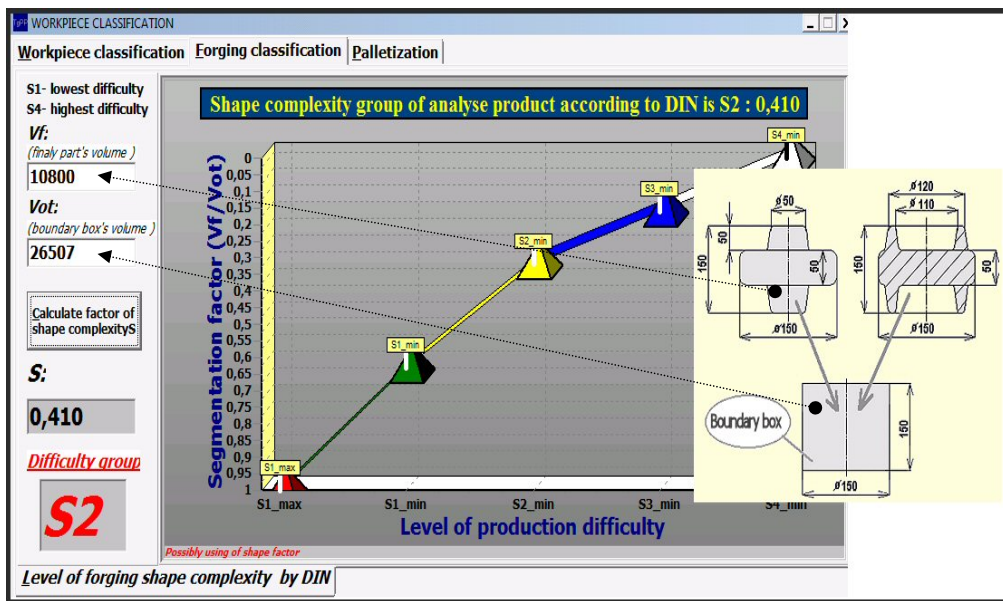 TpPP WORKPIECE CLASSIFICATION
Workpiece classification Forging classification Palletization
S1- lowest difficulty
S4- highest difficulty
Vf:
(finaly part's volume )
10800
Vot:
(boundary box's volume )
26507
Calculate factor of
shape complexityS
S:
0,410
Difficulty group
S2
Shape complexity group of analyse product according to DIN is S2 : 0,410
Segmentation factor (Vf/Vot)
0
0,05
0,1
0,15
0,2
0,25
0,3
0,35
0,4
0,45
0,5
0,55
0,6
0,65
0,7
0,75
0,8
0,85
0,9
0,95
1
S1_max
S1_min
S2_min
S3_min
S4_min
S1_max S1_min S2_min S3_min S4_min
Level of production difficulty
Possibly using of shape factor
Level of forging shape complexity by DIN
ø50
50
150
50
ø150
ø120
ø110
150
50
ø150
Boundary box
150
ø150